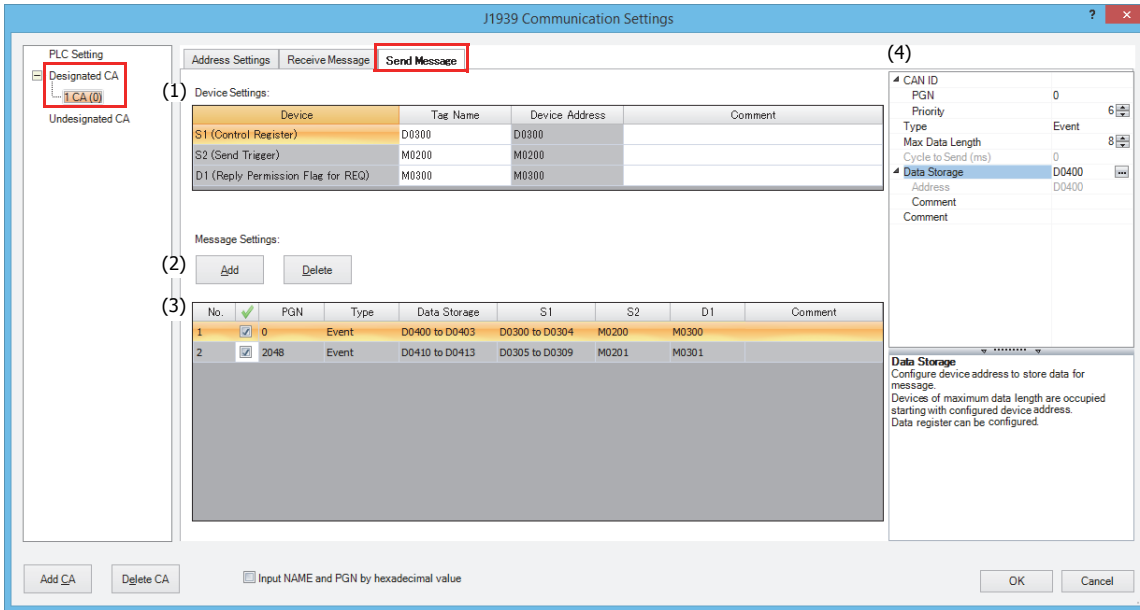 J1939 Communication Settings
? ×
PLC Setting
Designated CA
1 CA (0)
Undesignated CA
Address Settings Receive Message Send Message
(1) Device Settings:
Device Tag Name Device Address Comment
S1 (Control Register) D0300 D0300
S2 (Send Trigger) M0200 M0200
D1 (Reply Permission Flag for REQ) M0300 M0300
Message Settings:
(2) Add Delete
(3) No. PGN Type Data Storage S1 S2 D1 Comment
1 0 Event D0400 to D0403 D0300 to D0304 M0200 M0300
2 2048 Event D0410 to D0413 D0305 to D0309 M0201 M0301
(4)
CAN ID
PGN 0
Priority 6
Type Event
Max Data Length 8
Cycle to Send (ms) 0
Data Storage D0400 ...
Address D0400
Comment
Comment
Data Storage
Configure device address to store data for
message.
Devices of maximum data length are occupied
starting with configured device address.
Data register can be configured.
Add CA Delete CA Input NAME and PGN by hexadecimal value OK Cancel